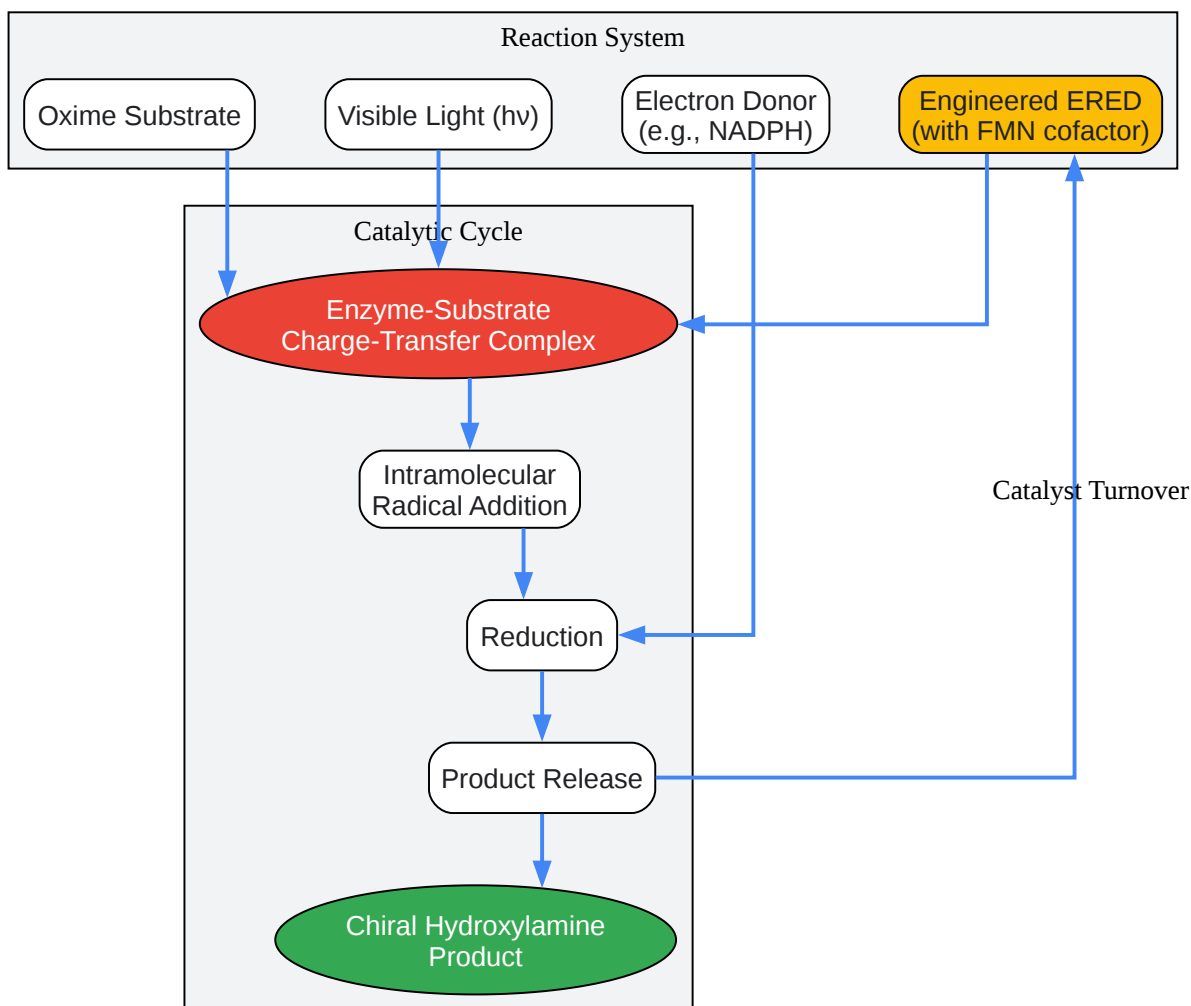 Reaction System
Oxime Substrate
Visible Light (hν)
Electron Donor
(e.g., NADPH)
Engineered ERED
(with FMN cofactor)
Catalytic Cycle
Enzyme-Substrate
Charge-Transfer Complex
Intramolecular
Radical Addition
Catalyst Turnover
Reduction
Product Release
Chiral Hydroxylamine
Product